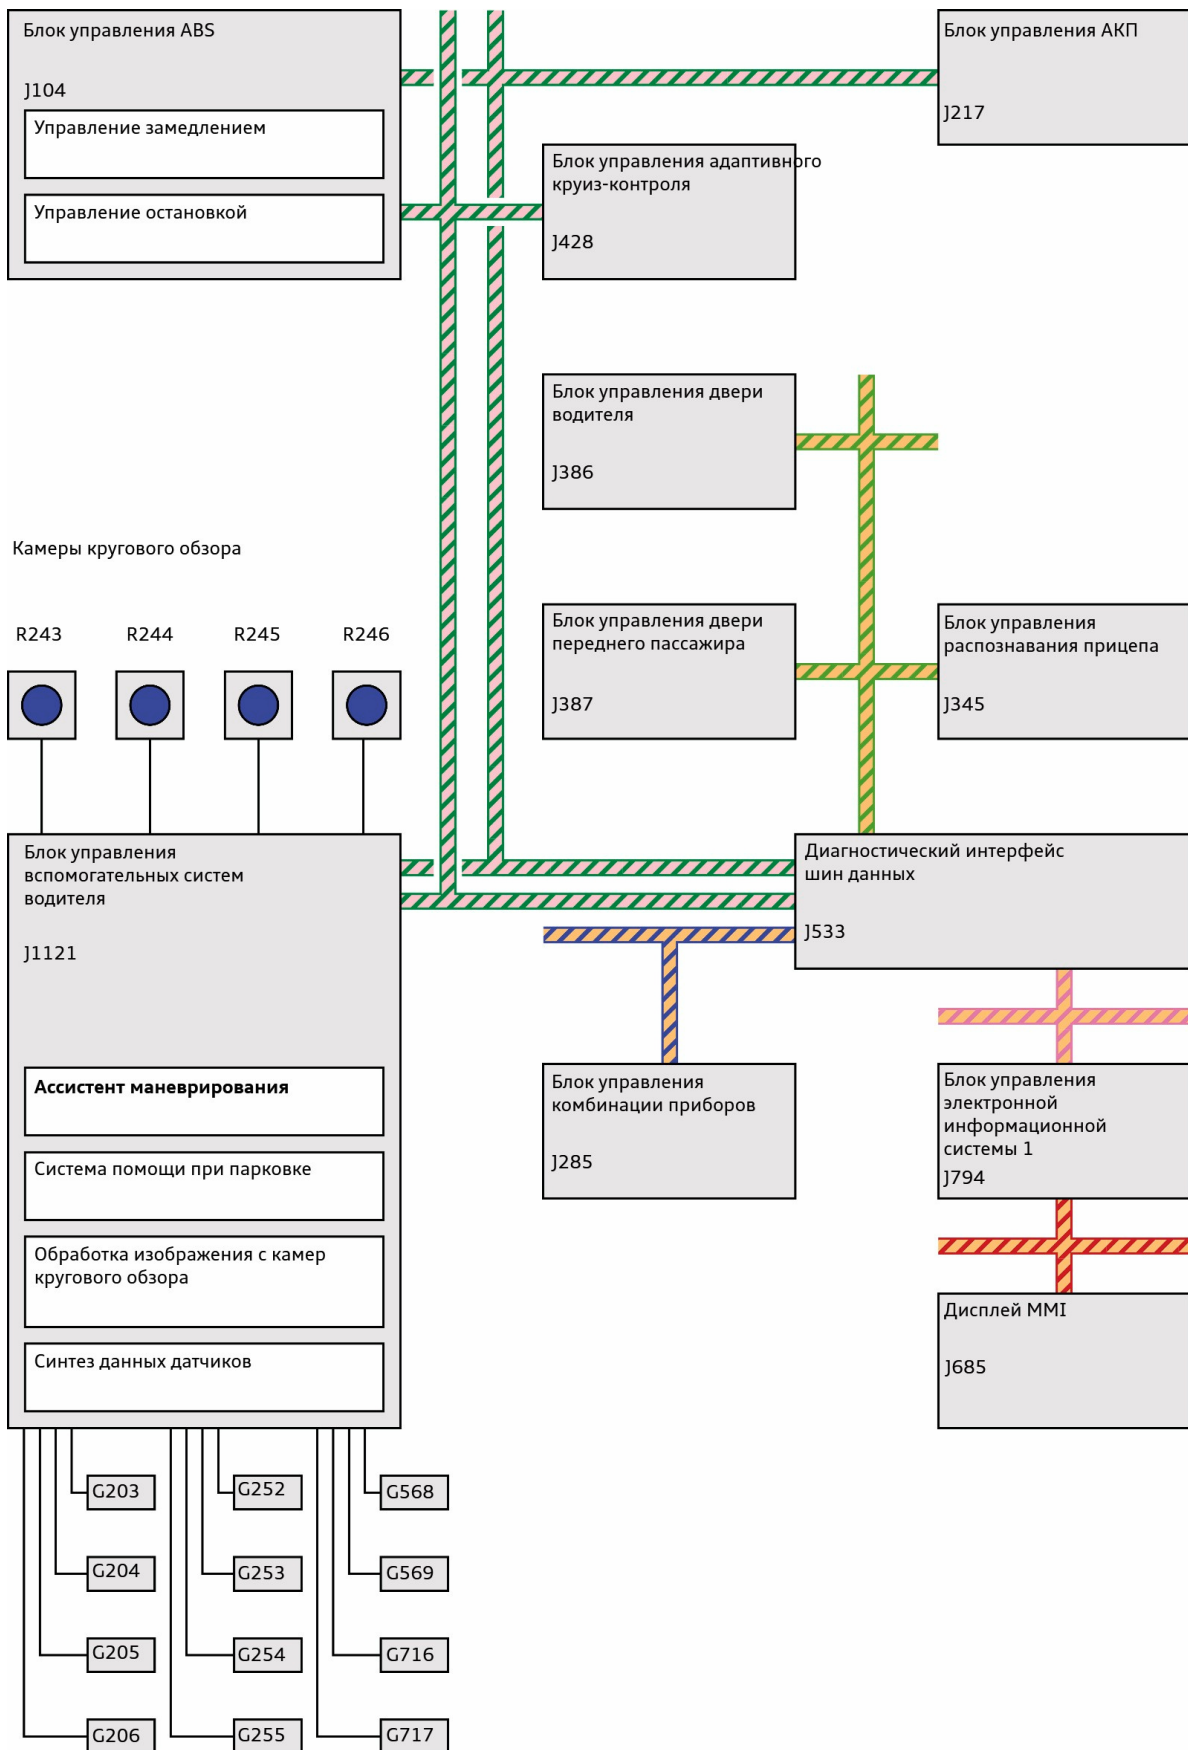 Блок управления ABS
J104
Управление замедлением
Управление остановкой
Блок управления АКП
J217
Блок управления адаптивного
круиз-контроля
J428
Блок управления двери
водителя
J386
Камеры кругового обзора
R243
R244
R245
R246
Блок управления двери
переднего пассажира
J387
Блок управления
распознавания прицепа
J345
Блок управления
вспомогательных систем
водителя
J1121
Ассистент маневрирования
Система помощи при парковке
Обработка изображения с камер
кругового обзора
Синтез данных датчиков
Диагностический интерфейс
шин данных
J533
Блок управления
комбинации приборов
J285
Блок управления
электронной
информационной
системы 1
J794
Дисплей MMI
J685
G203
G252
G568
G204
G253
G569
G205
G254
G716
G206
G255
G717